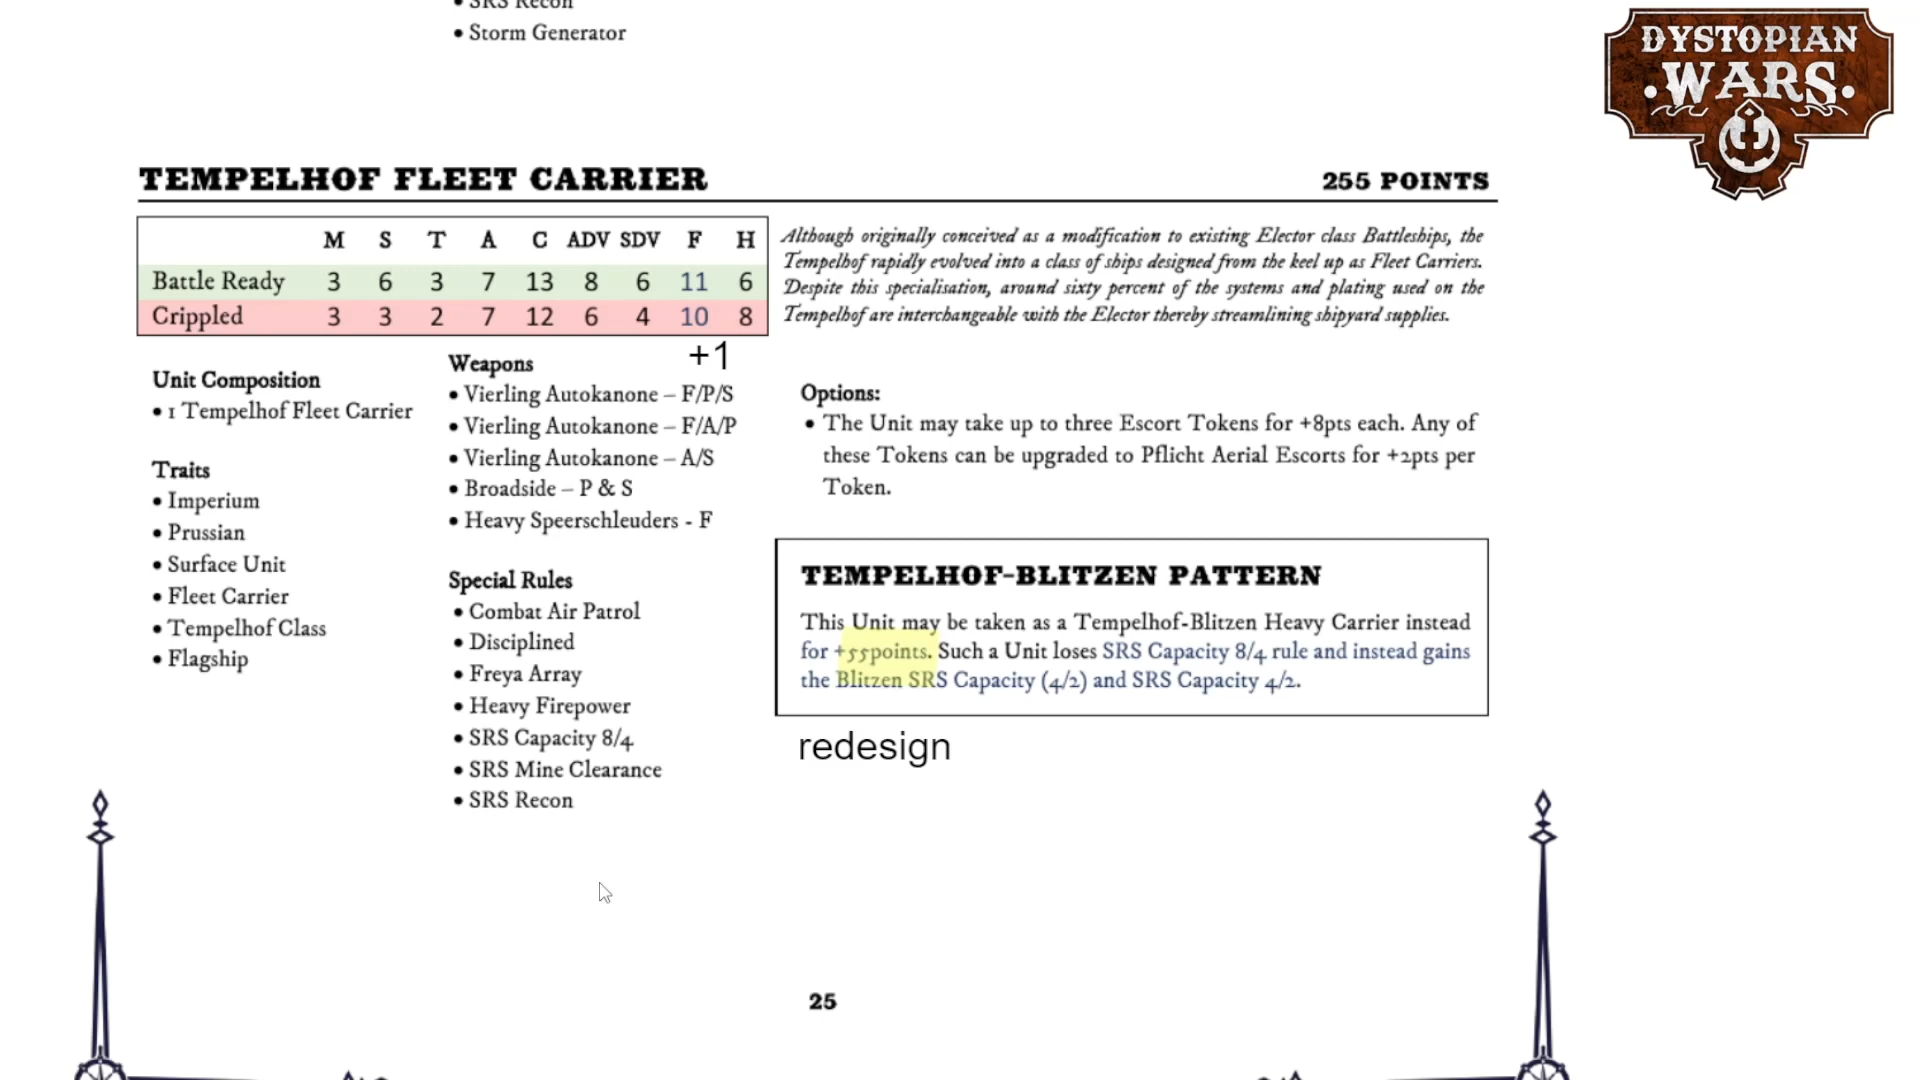 • SRS Recon
• Storm Generator
DYSTOPIAN
• WARS •
TEMPELHOF FLEET CARRIER 255 POINTS
M S T A C ADV SDV F H
Battle Ready 3 6 3 7 13 8 6 11 6
Crippled 3 3 2 7 12 6 4 10 8
+1
Although originally conceived as a modification to existing Elector class Battleships, the
Tempelhof rapidly evolved into a class of ships designed from the keel up as Fleet Carriers.
Despite this specialisation, around sixty percent of the systems and plating used on the
Tempelhof are interchangeable with the Elector thereby streamlining shipyard supplies.
Unit Composition
• 1 Tempelhof Fleet Carrier
Traits
• Imperium
• Prussian
• Surface Unit
• Fleet Carrier
• Tempelhof Class
• Flagship
Weapons
• Vierling Autokanone – F/P/S
• Vierling Autokanone – F/A/P
• Vierling Autokanone – A/S
• Broadside – P & S
• Heavy Speerschleuders - F
Special Rules
• Combat Air Patrol
• Disciplined
• Freya Array
• Heavy Firepower
• SRS Capacity 8/4
• SRS Mine Clearance
• SRS Recon
Options:
• The Unit may take up to three Escort Tokens for +8pts each. Any of
these Tokens can be upgraded to Pflicht Aerial Escorts for +2pts per
Token.
TEMPELHOF-BLITZEN PATTERN
This Unit may be taken as a Tempelhof-Blitzen Heavy Carrier instead
for +55points. Such a Unit loses SRS Capacity 8/4 rule and instead gains
the Blitzen SRS Capacity (4/2) and SRS Capacity 4/2.
redesign
25